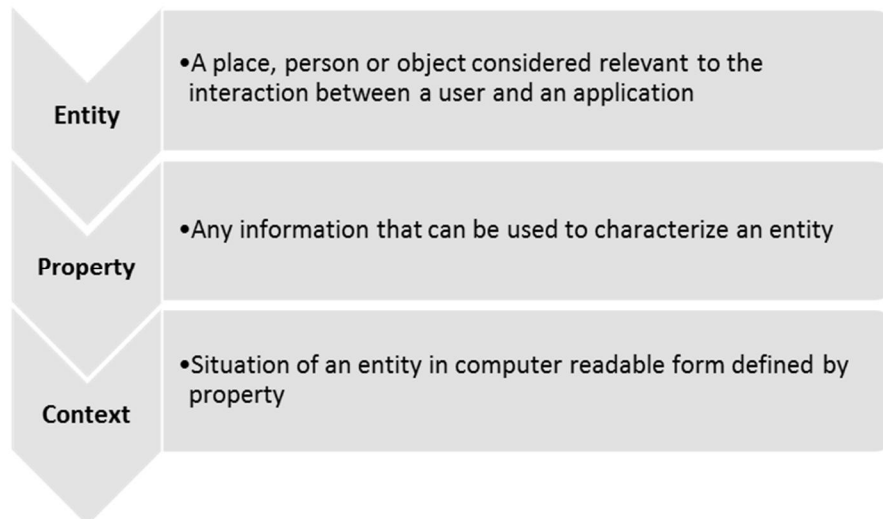 Entity
•A place, person or object considered relevant to the
interaction between a user and an application
Property
•Any information that can be used to characterize an entity
Context
•Situation of an entity in computer readable form defined by
property